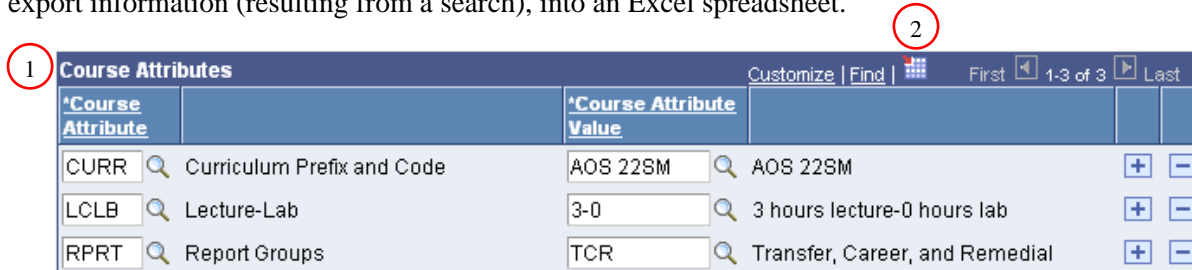 export information (resulting from a search), into an Excel spreadsheet.
2
1 Course Attributes Customize | Find | First 1-3 of 3 Last
*Course Attribute *Course Attribute Value
CURR Curriculum Prefix and Code AOS 22SM AOS 22SM
LCLB Lecture-Lab 3-0 3 hours lecture-0 hours lab
RPRT Report Groups TCR Transfer, Career, and Remedial